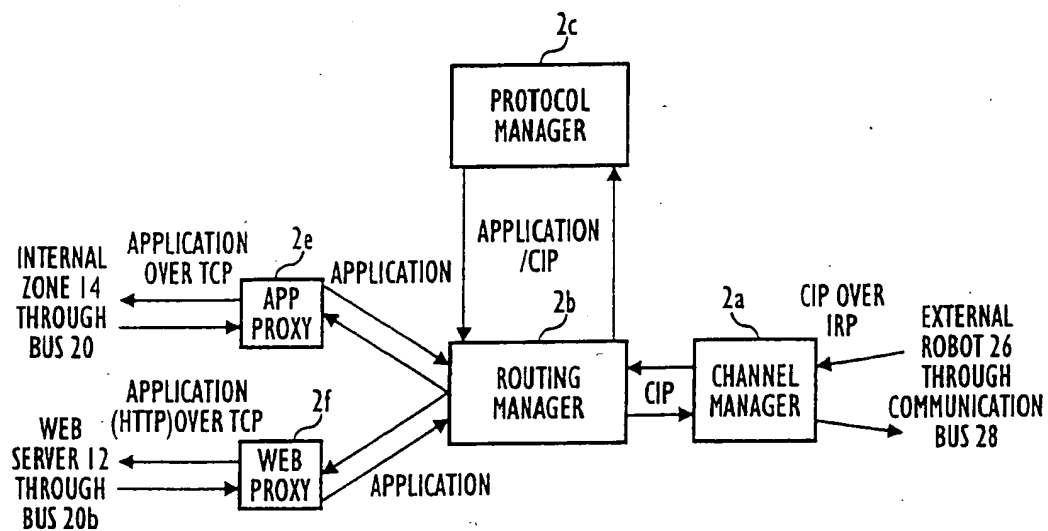 2c
PROTOCOL
MANAGER
APPLICATION
/CIP
INTERNAL
ZONE 14
THROUGH
BUS 20
APPLICATION
OVER TCP
2e
APP
PROXY
APPLICATION
2b
ROUTING
MANAGER
CIP
2a
CHANNEL
MANAGER
CIP OVER
IRP
EXTERNAL
ROBOT 26
THROUGH
COMMUNICATION
BUS 28
WEB
SERVER 12
THROUGH
BUS 20b
APPLICATION
(HTTP)OVER TCP
2f
WEB
PROXY
APPLICATION